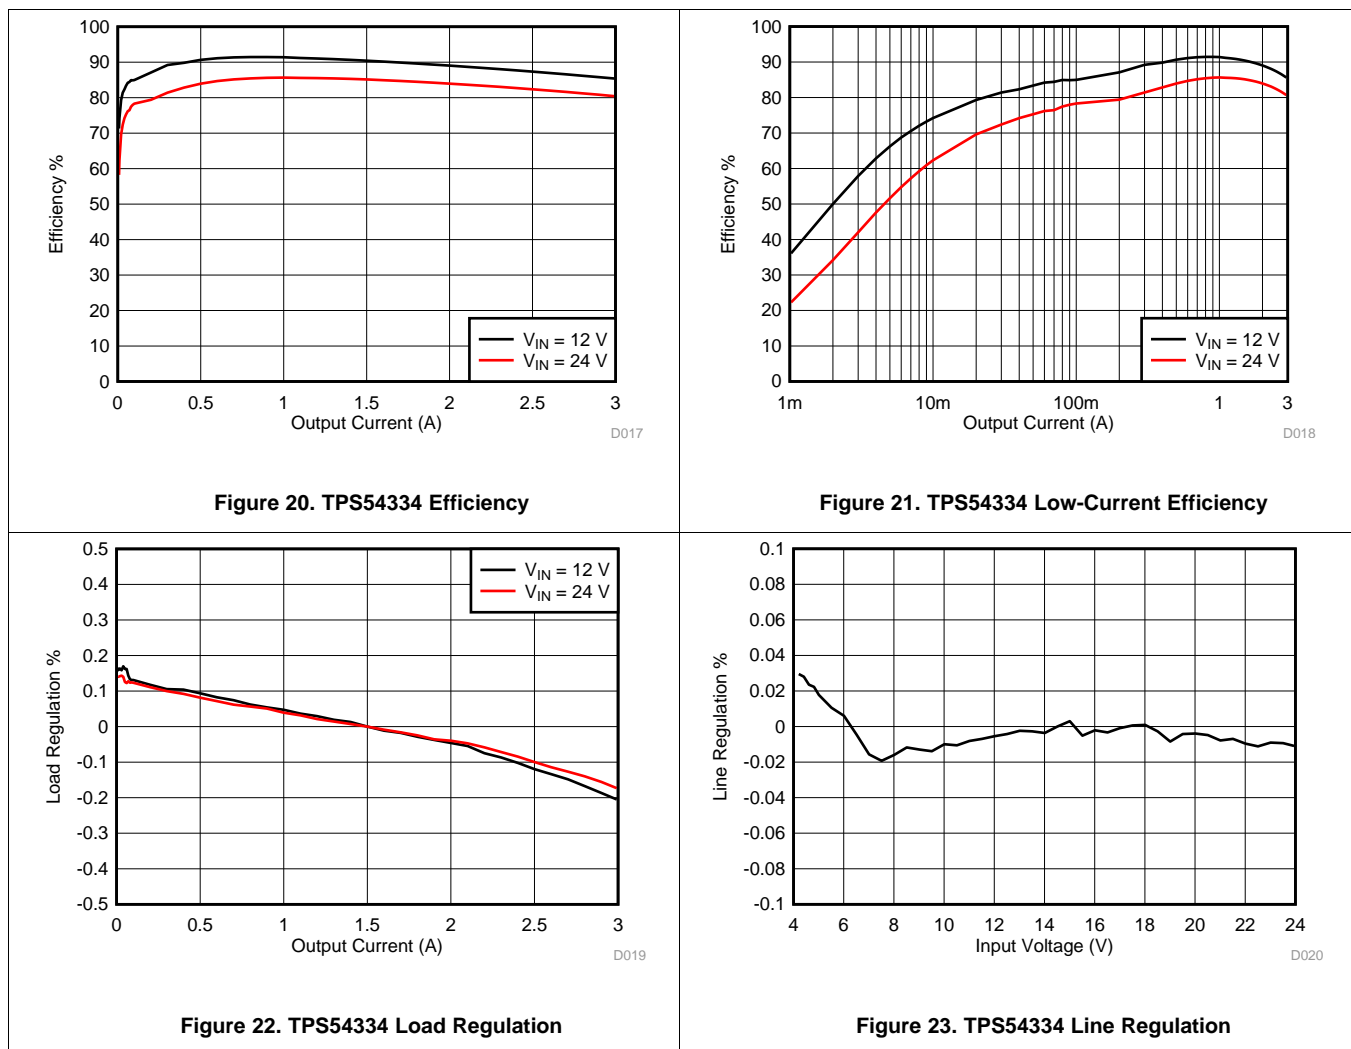 100
90
80
70
60
50
40
30
20
10
0
Efficiency %
VIN = 12 V
VIN = 24 V
0 0.5 1 1.5 2 2.5 3
Output Current (A)
D017
Figure 20. TPS54334 Efficiency
100
90
80
70
60
50
40
30
20
10
0
Efficiency %
VIN = 12 V
VIN = 24 V
1m 10m 100m 1 3
Output Current (A)
D018
Figure 21. TPS54334 Low-Current Efficiency
0.5
0.4
0.3
0.2
0.1
0
-0.1
-0.2
-0.3
-0.4
-0.5
Load Regulation %
VIN = 12 V
VIN = 24 V
0 0.5 1 1.5 2 2.5 3
Output Current (A)
D019
Figure 22. TPS54334 Load Regulation
0.1
0.08
0.06
0.04
0.02
0
-0.02
-0.04
-0.06
-0.08
-0.1
Line Regulation %
4 6 8 10 12 14 16 18 20 22 24
Input Voltage (V)
D020
Figure 23. TPS54334 Line Regulation